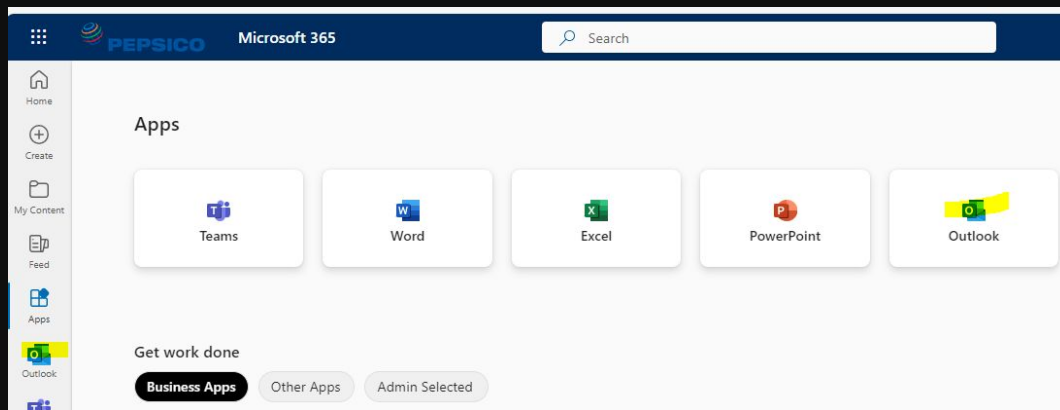 PEPSICO
Microsoft 365
Search
Home
Create
My Content
Feed
Apps
Outlook
Apps
Teams
Word
Excel
PowerPoint
Outlook
Get work done
Business Apps
Other Apps
Admin Selected